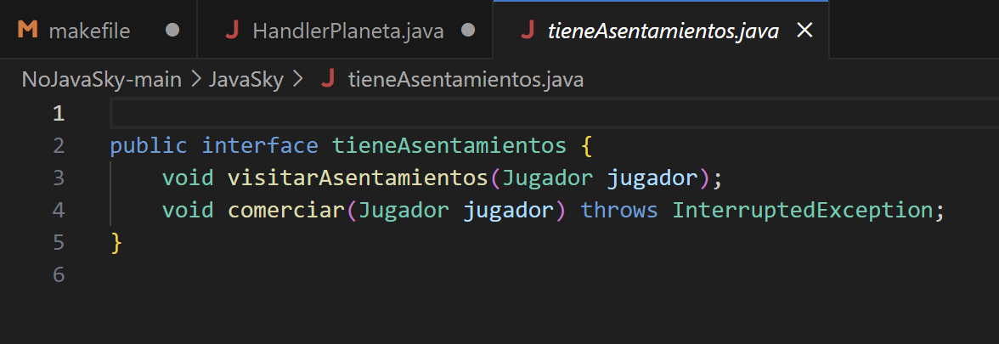 makefile
HandlerPlaneta.java
tieneAsentamientos.java
NoJavaSky-main > JavaSky > tieneAsentamientos.java
1
2 public interface tieneAsentamientos {
3     void visitarAsentamientos(Jugador jugador);
4     void comerciar(Jugador jugador) throws InterruptedException;
5 }
6